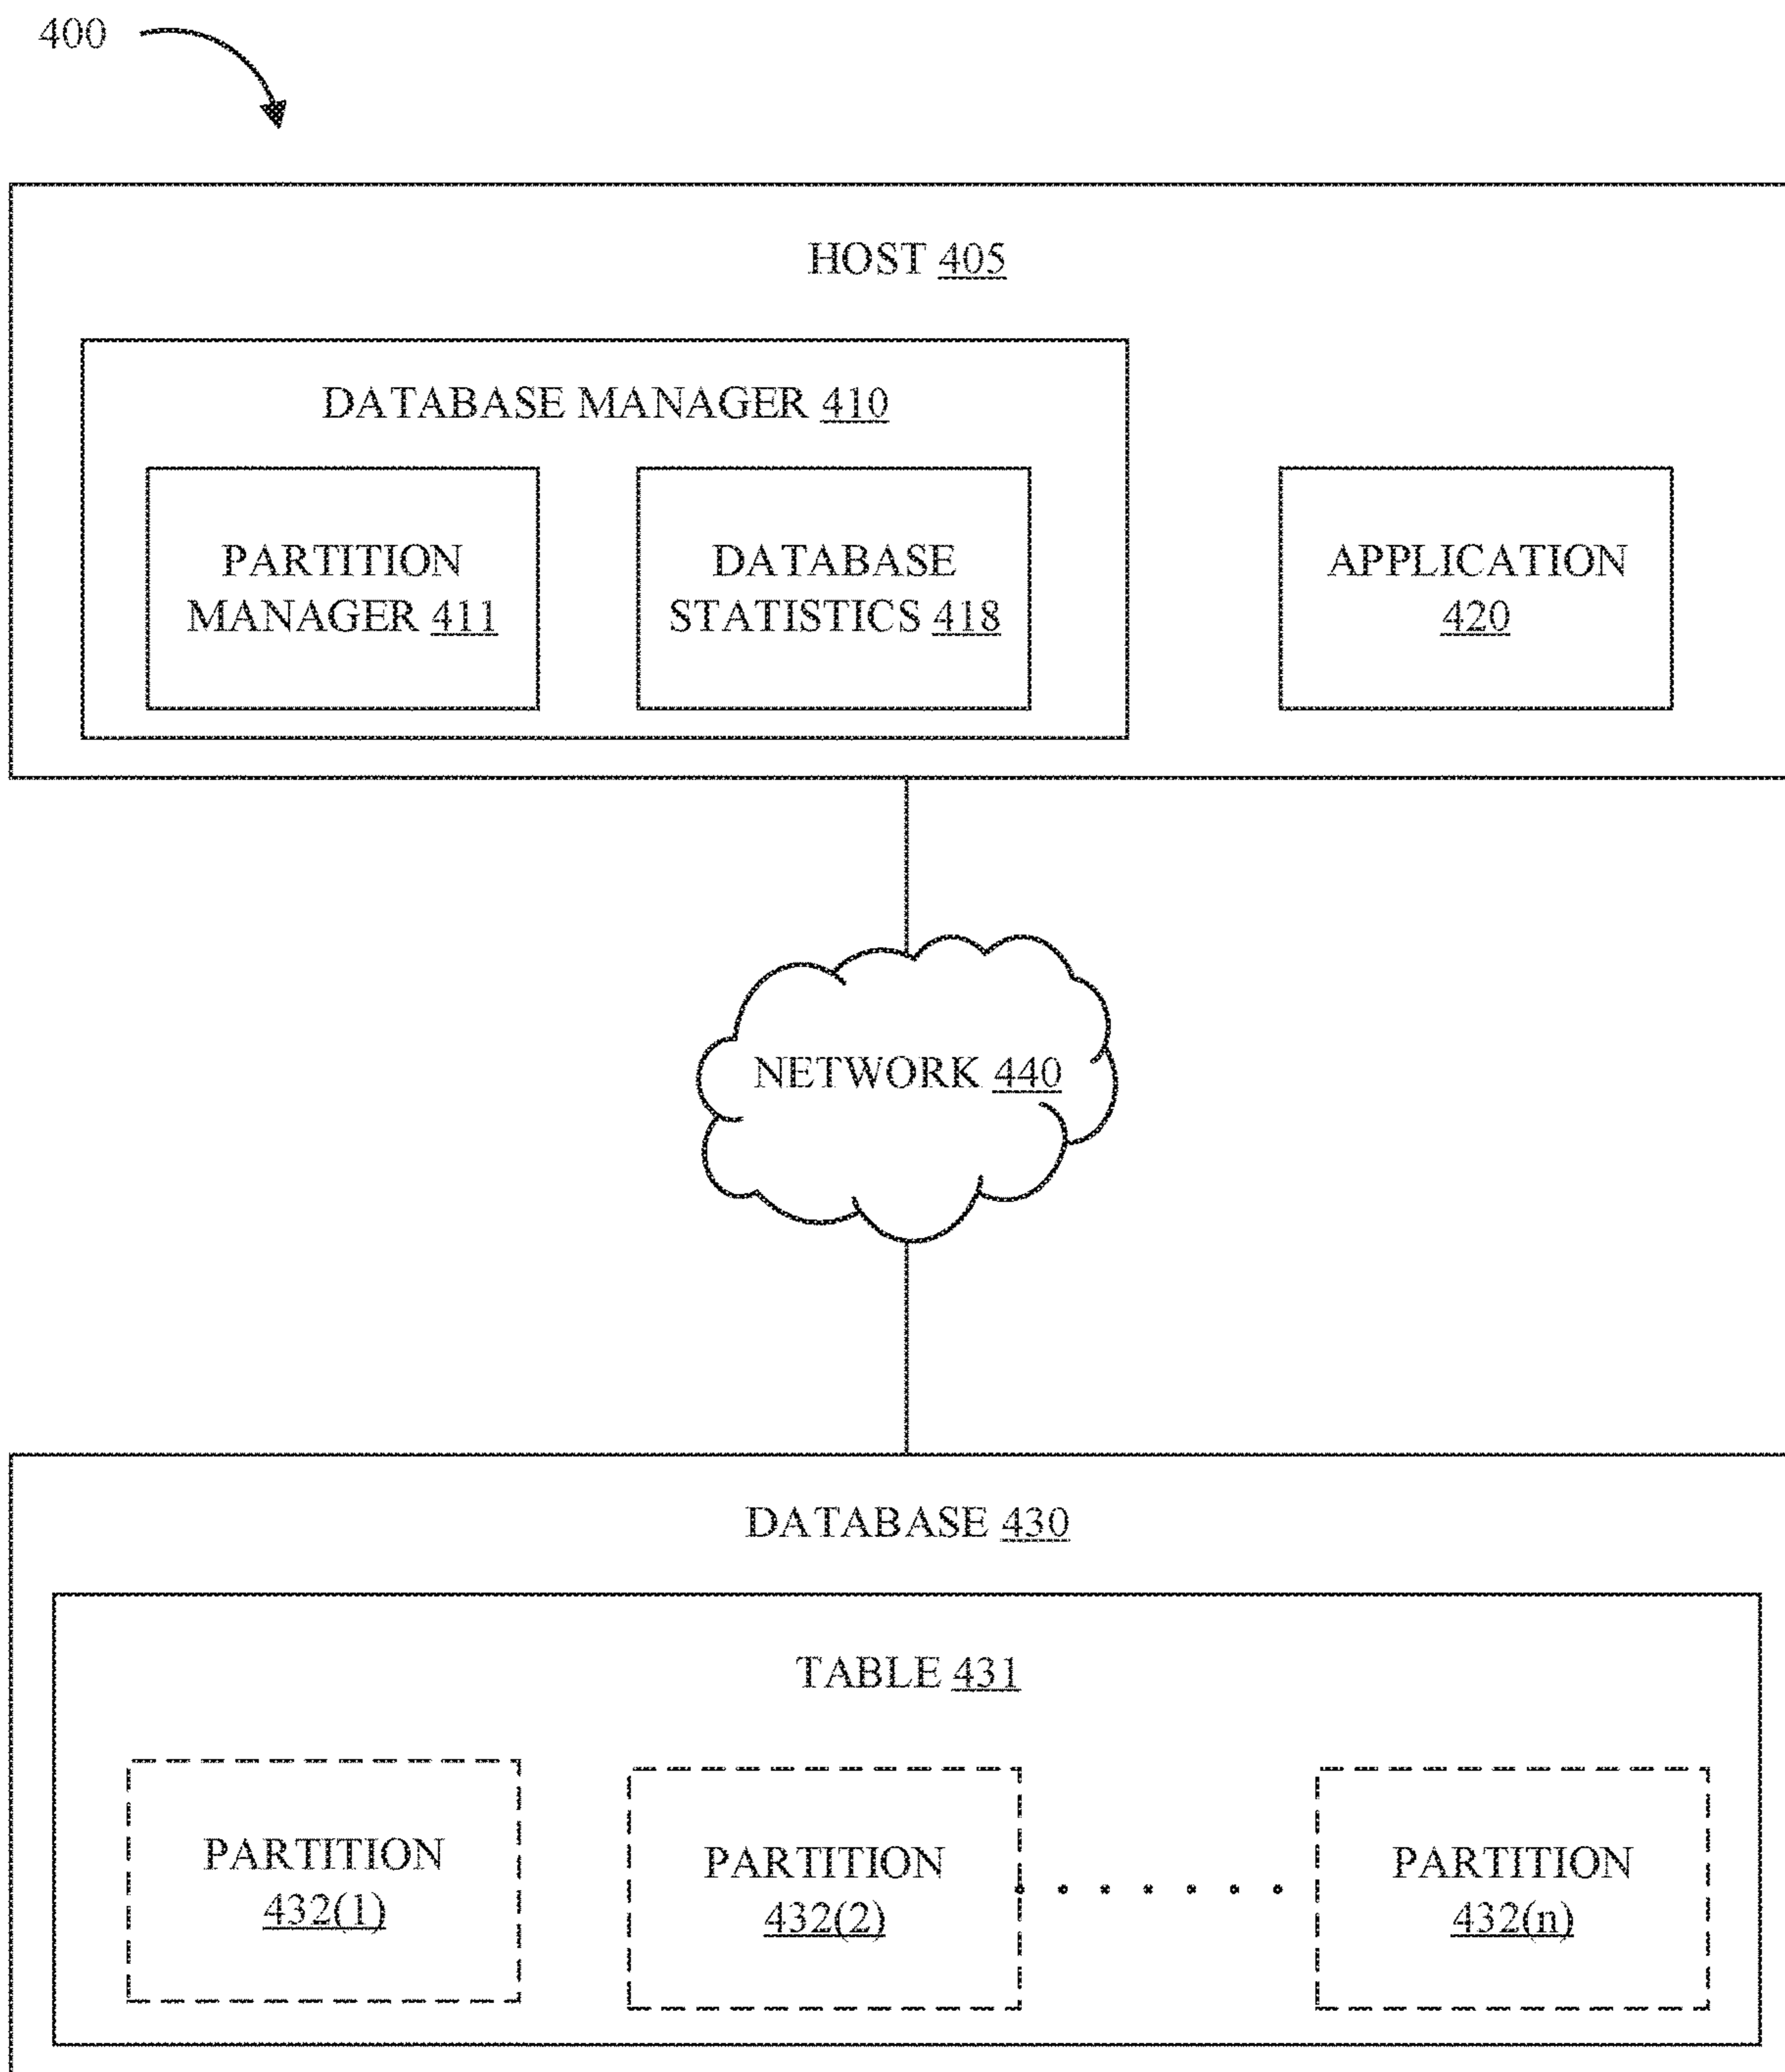 400
HOST 405
DATABASE MANAGER 410
PARTITION
MANAGER 411
DATABASE
STATISTICS 418
APPLICATION
420
NETWORK 440
DATABASE 430
TABLE 431
PARTITION
432(1)
PARTITION
432(2)
PARTITION
432(n)